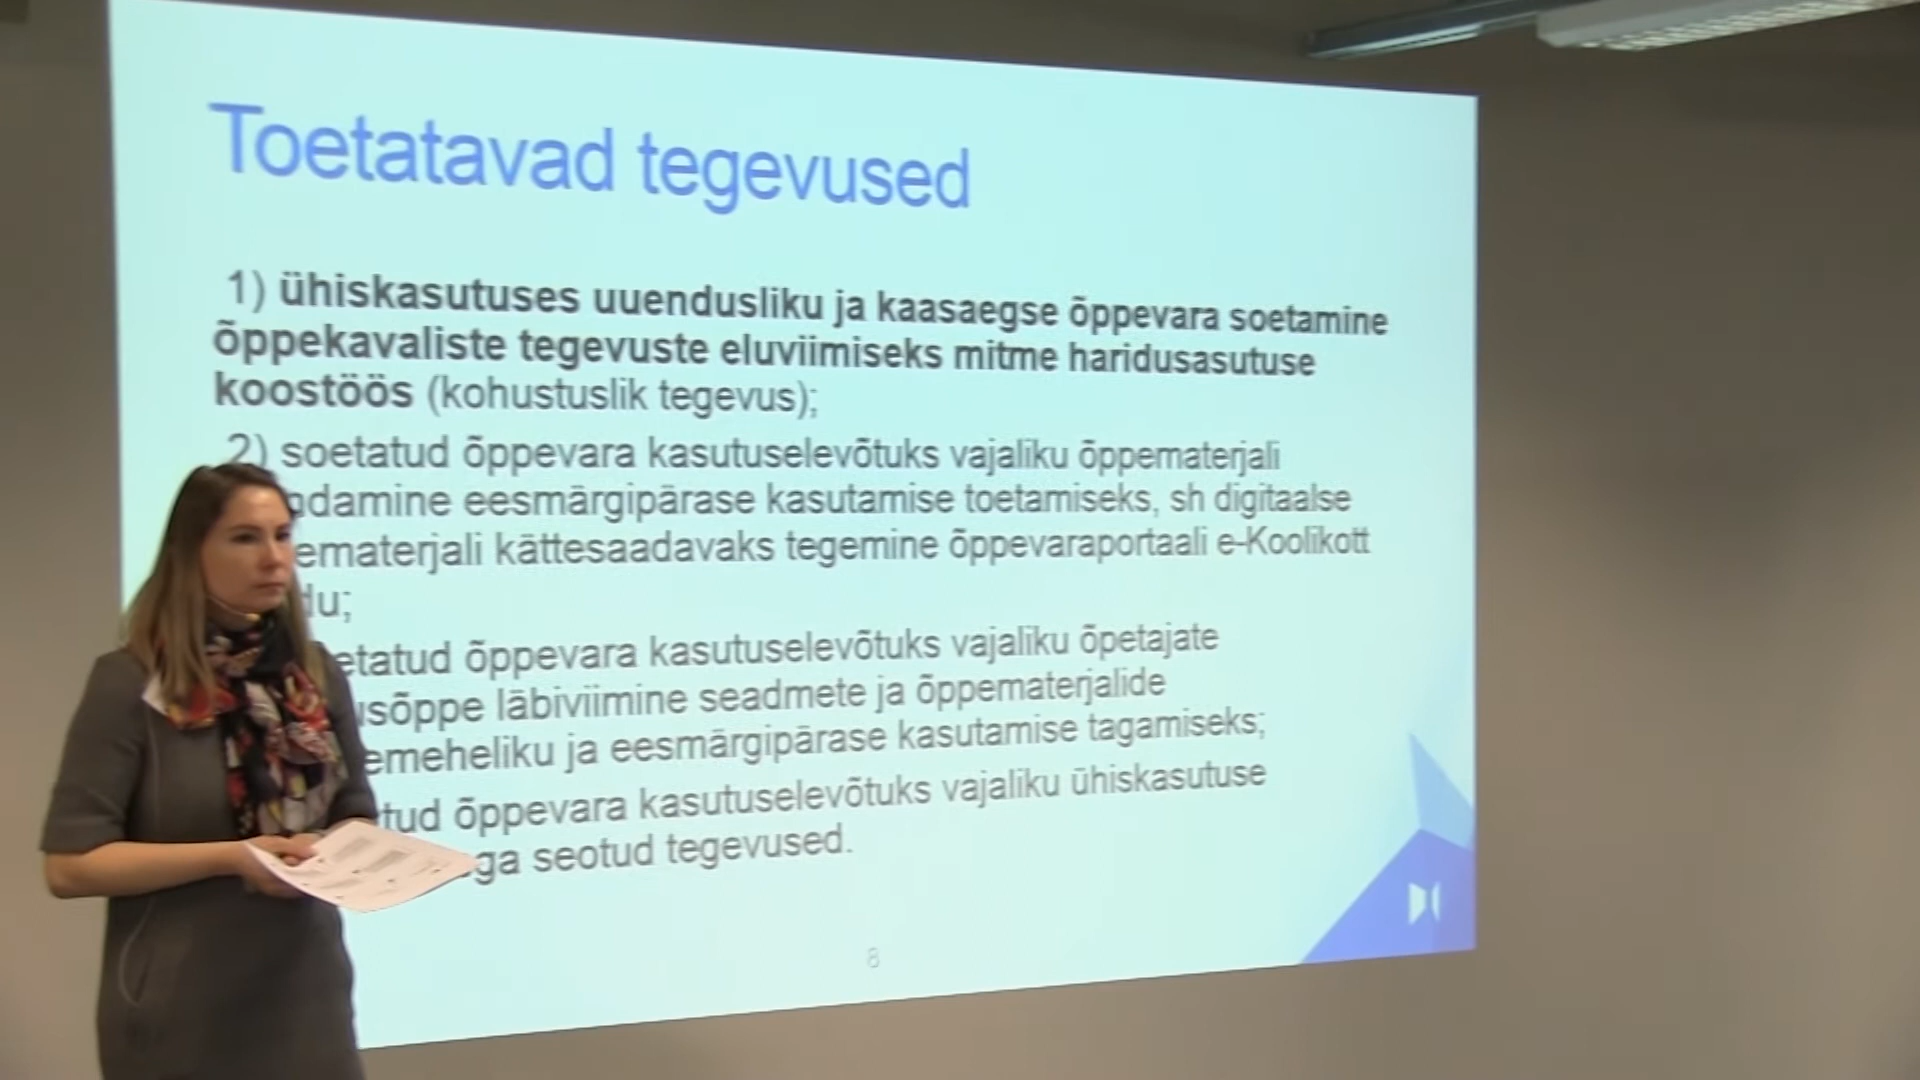 Toetatavad tegevused
1) ühiskasutuses uuendusliku ja kaasaegse õppevara soetamine
õppekavaliste tegevuste eluviimiseks mitme haridusasutuse
koostöös (kohustuslik tegevus);
2) soetatud õppevara kasutuselevõtuks vajaliku õppematerjali
eesmärgipärase kasutamise toetamiseks, sh digitaalse
kättesaadavaks tegemine õppevaraportaali e-Koolikott
õppevara kasutuselevõtuks vajaliku õpetajate
läbiviimine seadmete ja õppematerjalide
ja eesmärgipärase kasutamise tagamiseks;
õppevara kasutuselevõtuks vajaliku ühiskasutuse
seotud tegevused.